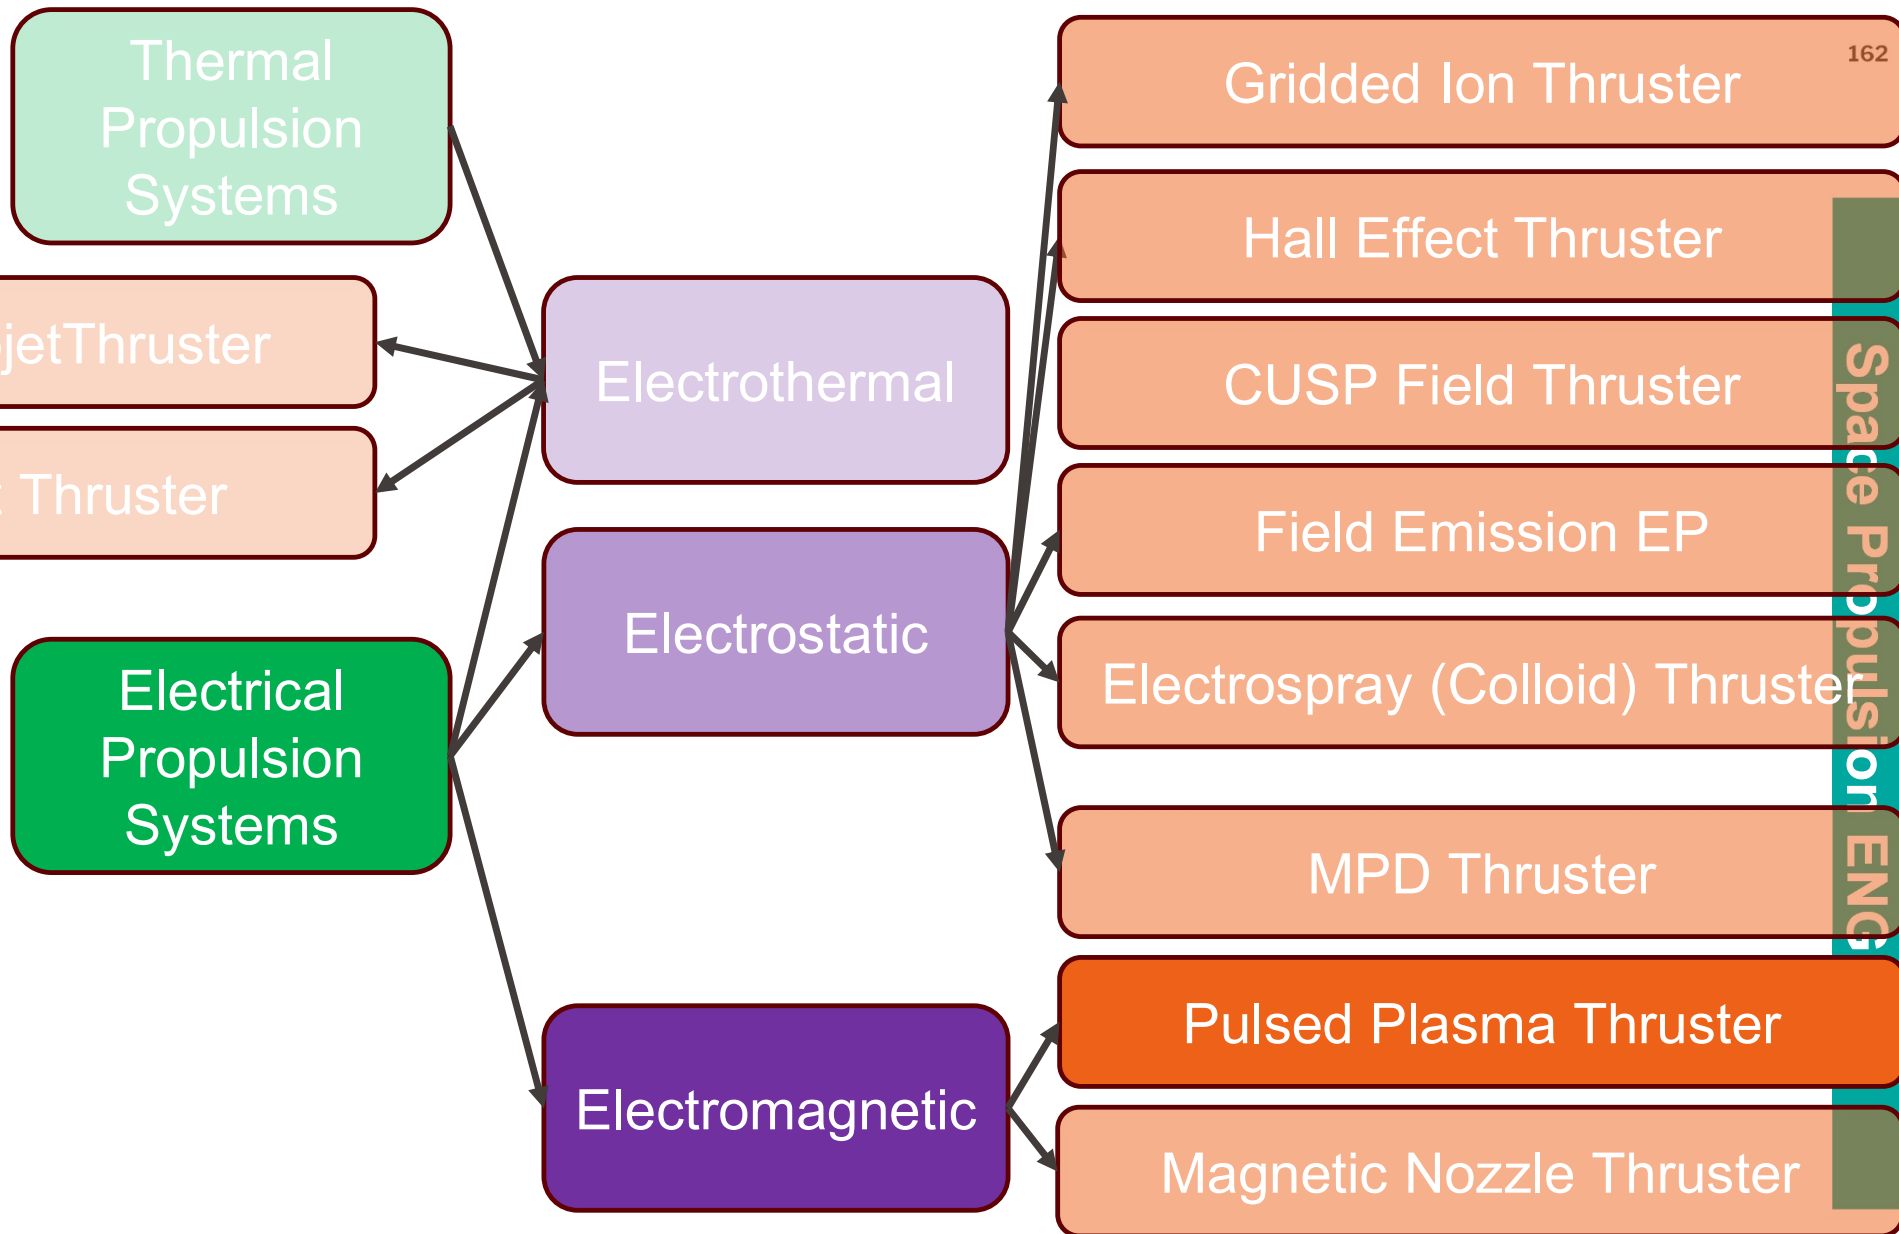 Thermal
Propulsion
Systems
jetThruster
Thruster
Electrical
Propulsion
Systems
Electrothermal
Electrostatic
Electromagnetic
Gridded Ion Thruster
Hall Effect Thruster
CUSP Field Thruster
Field Emission EP
Electrospray (Colloid) Thruster
MPD Thruster
Pulsed Plasma Thruster
Magnetic Nozzle Thruster
162
Space Propulsion ENG